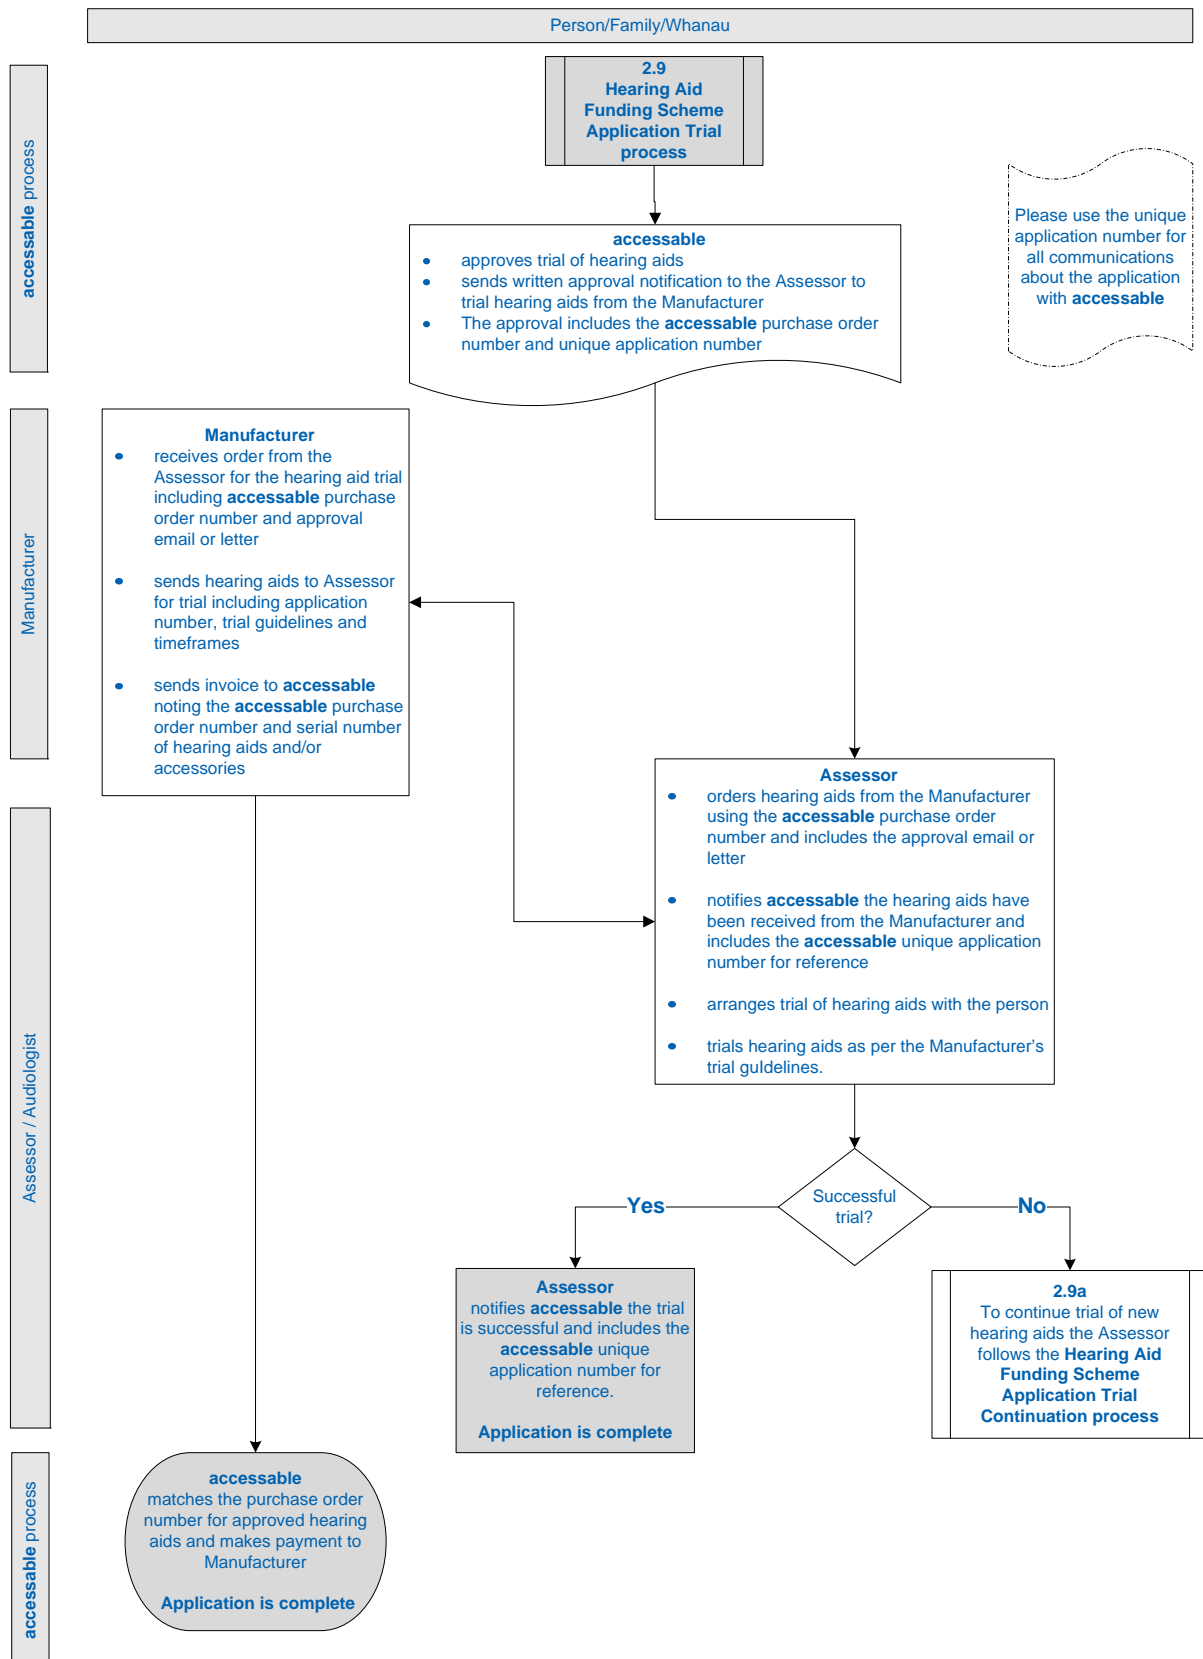 Person/Family/Whanau
accessable process
2.9
Hearing Aid
Funding Scheme
Application Trial
process
Please use the unique
application number for
all communications
about the application
with accessable
accessable
• approves trial of hearing aids
• sends written approval notification to the Assessor to
trial hearing aids from the Manufacturer
• The approval includes the accessable purchase order
number and unique application number
Manufacturer
Manufacturer
• receives order from the
Assessor for the hearing aid trial
including accessable purchase
order number and approval
email or letter
• sends hearing aids to Assessor
for trial including application
number, trial guidelines and
timeframes
• sends invoice to accessable
noting the accessable purchase
order number and serial number
of hearing aids and/or
accessories
Assessor / Audiologist
Assessor
• orders hearing aids from the Manufacturer
using the accessable purchase order
number and includes the approval email or
letter
• notifies accessable the hearing aids have
been received from the Manufacturer and
includes the accessable unique application
number for reference
• arranges trial of hearing aids with the person
• trials hearing aids as per the Manufacturer's
trial guIdelines.
Successful
trial?
Yes
No
Assessor
notifies accessable the trial
is successful and includes the
accessable unique
application number for
reference.
Application is complete
2.9a
To continue trial of new
hearing aids the Assessor
follows the Hearing Aid
Funding Scheme
Application Trial
Continuation process
accessable process
accessable
matches the purchase order
number for approved hearing
aids and makes payment to
Manufacturer
Application is complete